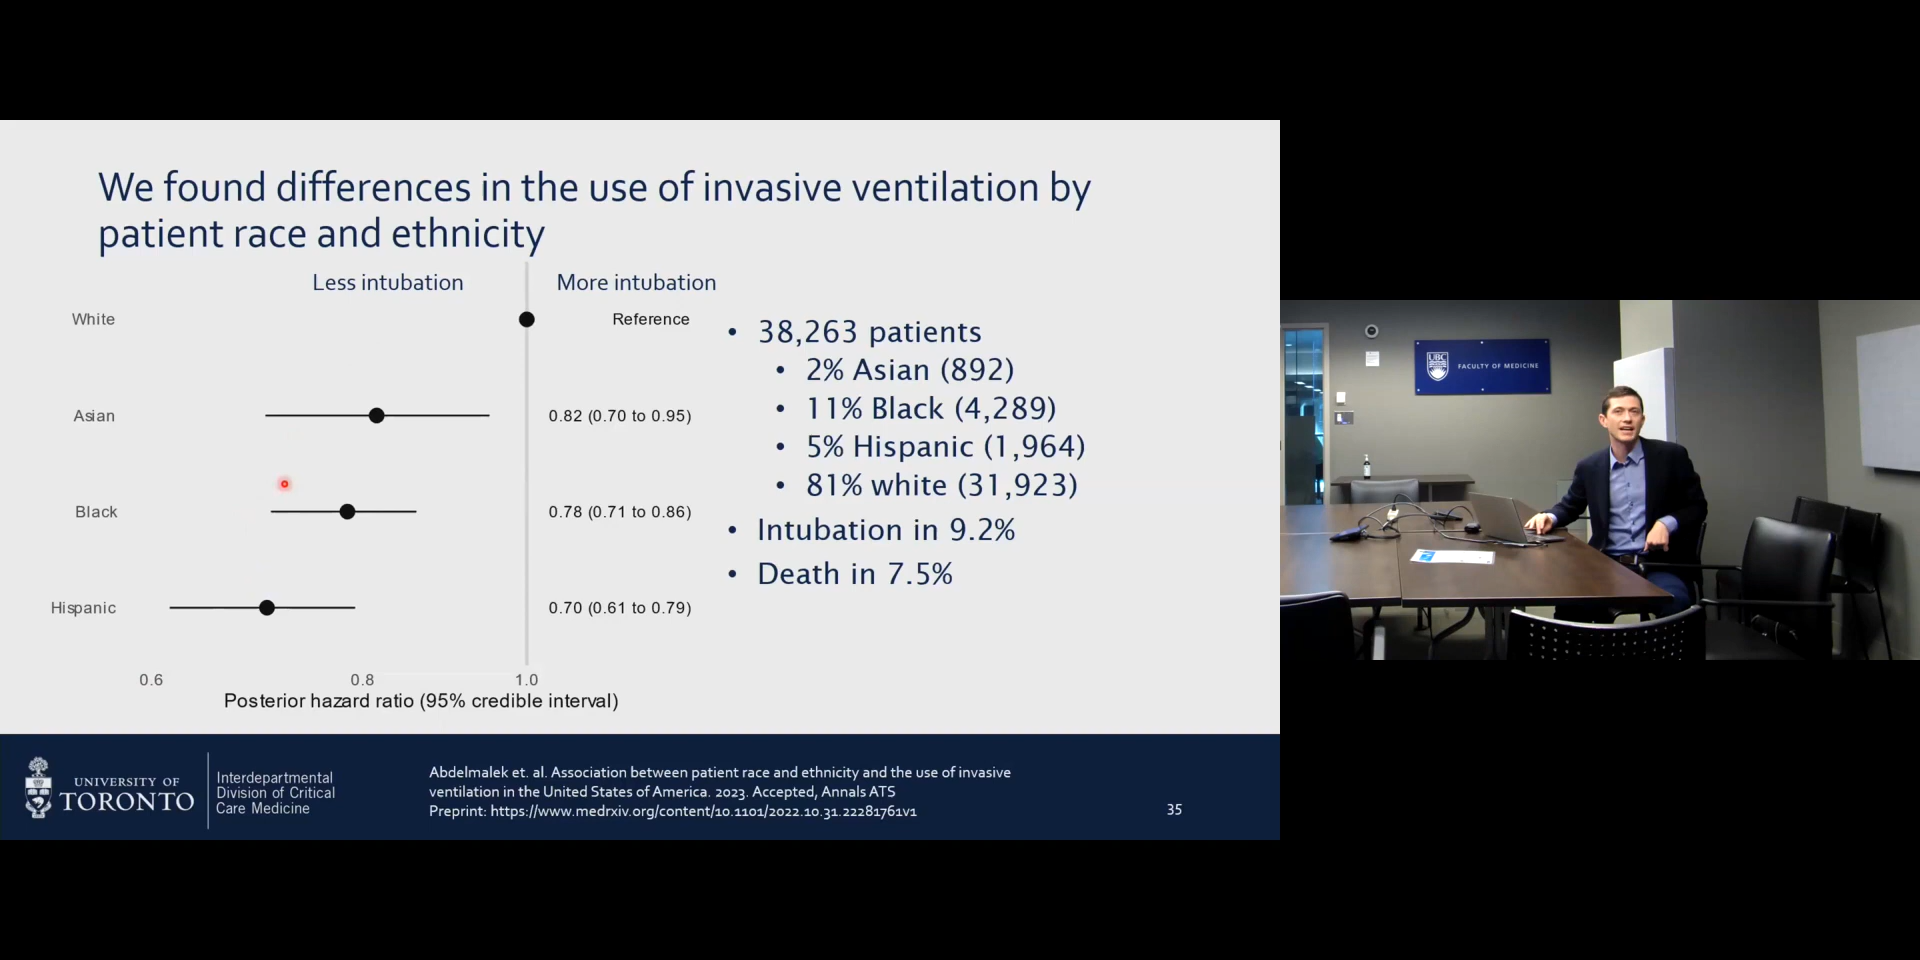 We found differences in the use of invasive ventilation by
patient race and ethnicity
Less intubation
More intubation
White
Reference
Asian
0.82 (0.70 to 0.95)
Black
0.78 (0.71 to 0.86)
Hispanic
0.70 (0.61 to 0.79)
0.6
0.8
1.0
Posterior hazard ratio (95% credible interval)
• 38,263 patients
• 2% Asian (892)
• 11% Black (4,289)
• 5% Hispanic (1,964)
• 81% white (31,923)
• Intubation in 9.2%
• Death in 7.5%
UNIVERSITY OF
TORONTO
Interdepartmental
Division of Critical
Care Medicine
Abdelmalek et. al. Association between patient race and ethnicity and the use of invasive
ventilation in the United States of America. 2023. Accepted, Annals ATS
Preprint: https://www.medrxiv.org/content/10.1101/2022.10.31.22281761v1
35
UBC
FACULTY OF MEDICINE